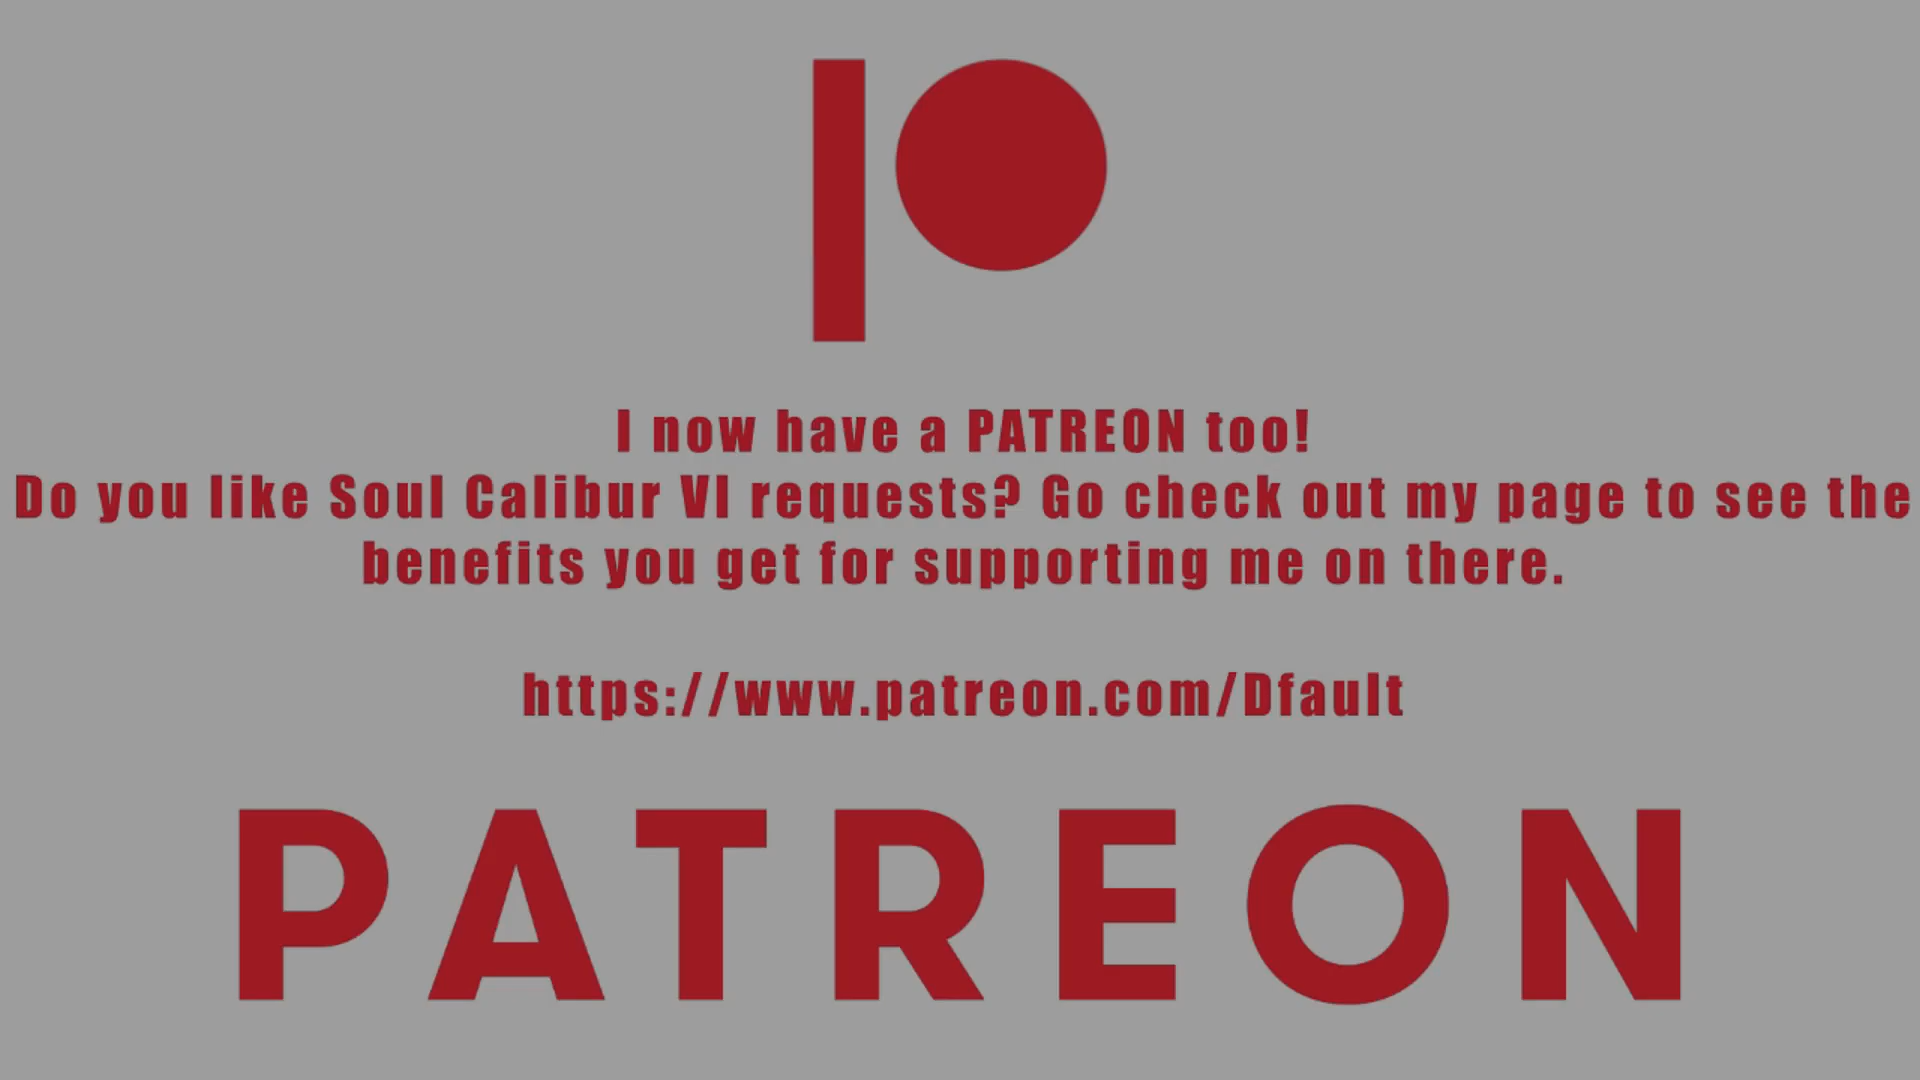 I now have a PATREON too!
Do you like Soul Calibur VI requests? Go check out my page to see the
benefits you get for supporting me on there.
https://www.patreon.com/Dfault
PATREON